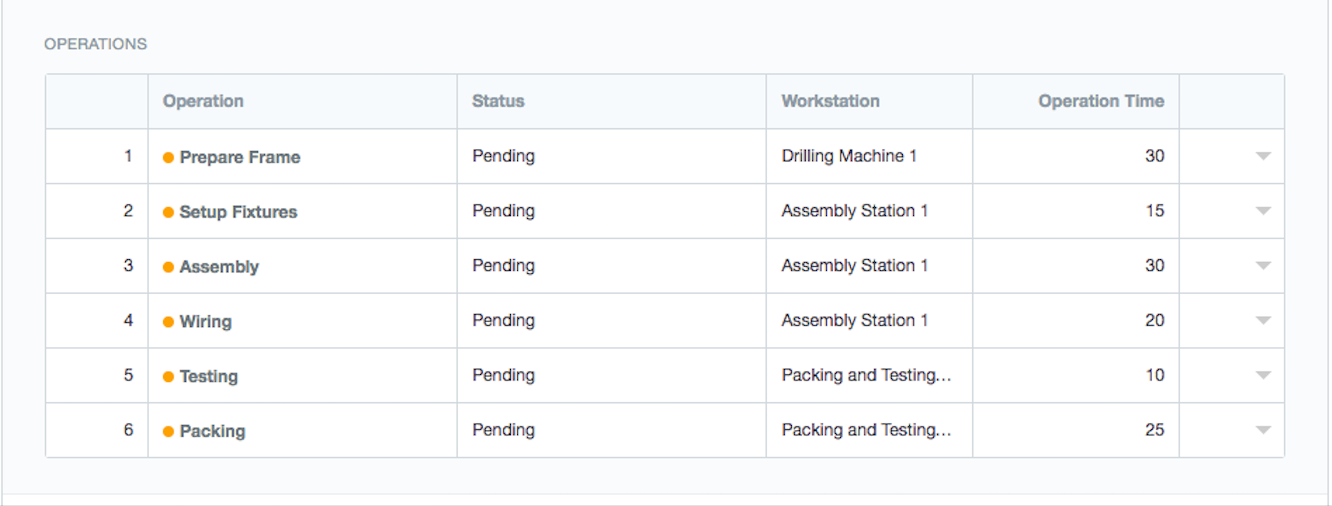 OPERATIONS
Operation Status Workstation Operation Time
1 Prepare Frame Pending Drilling Machine 1 30
2 Setup Fixtures Pending Assembly Station 1 15
3 Assembly Pending Assembly Station 1 30
4 Wiring Pending Assembly Station 1 20
5 Testing Pending Packing and Testing... 10
6 Packing Pending Packing and Testing... 25